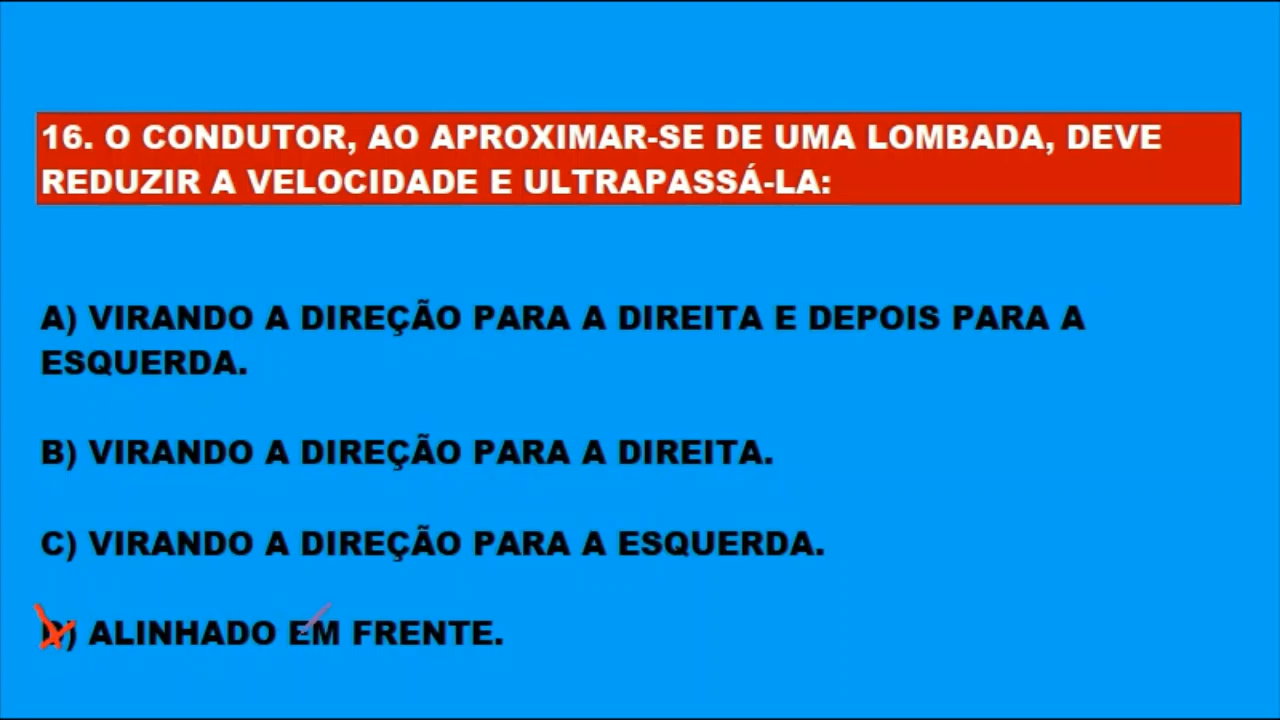 16. O CONDUTOR, AO APROXIMAR-SE DE UMA LOMBADA, DEVE
REDUZIR A VELOCIDADE E ULTRAPASSÁ-LA:
A) VIRANDO A DIREÇÃO PARA A DIREITA E DEPOIS PARA A
ESQUERDA.
B) VIRANDO A DIREÇÃO PARA A DIREITA.
C) VIRANDO A DIREÇÃO PARA A ESQUERDA.
D) ALINHADO EM FRENTE.